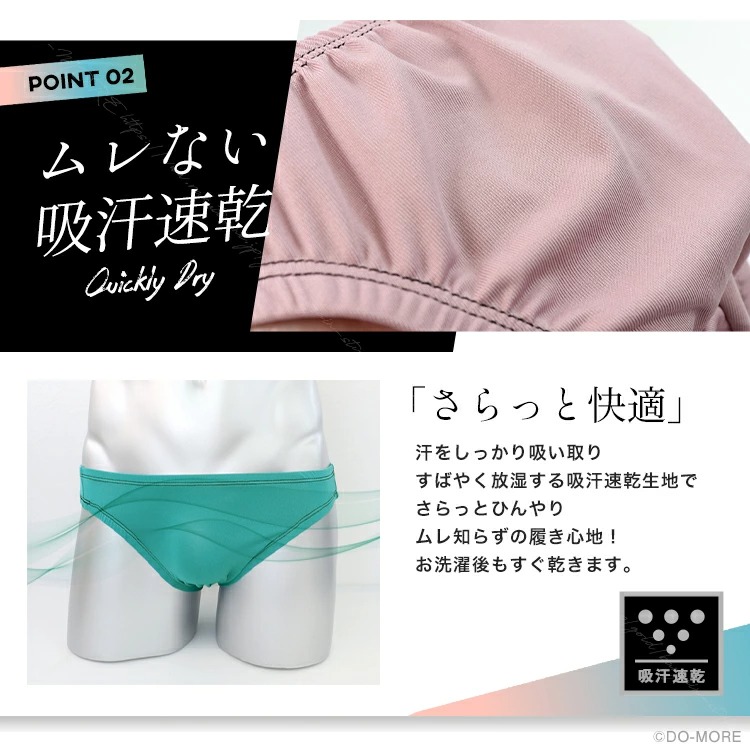 POINT 02
ムレない
吸汗速乾
Quickly Dry
「さらっと快適」
汗をしっかり吸い取り
すばやく放湿する吸汗速乾生地で
さらっとひんやり
ムレ知らずの履き心地！
お洗濯後もすぐ乾きます。
吸汗速乾
©DO-MORE